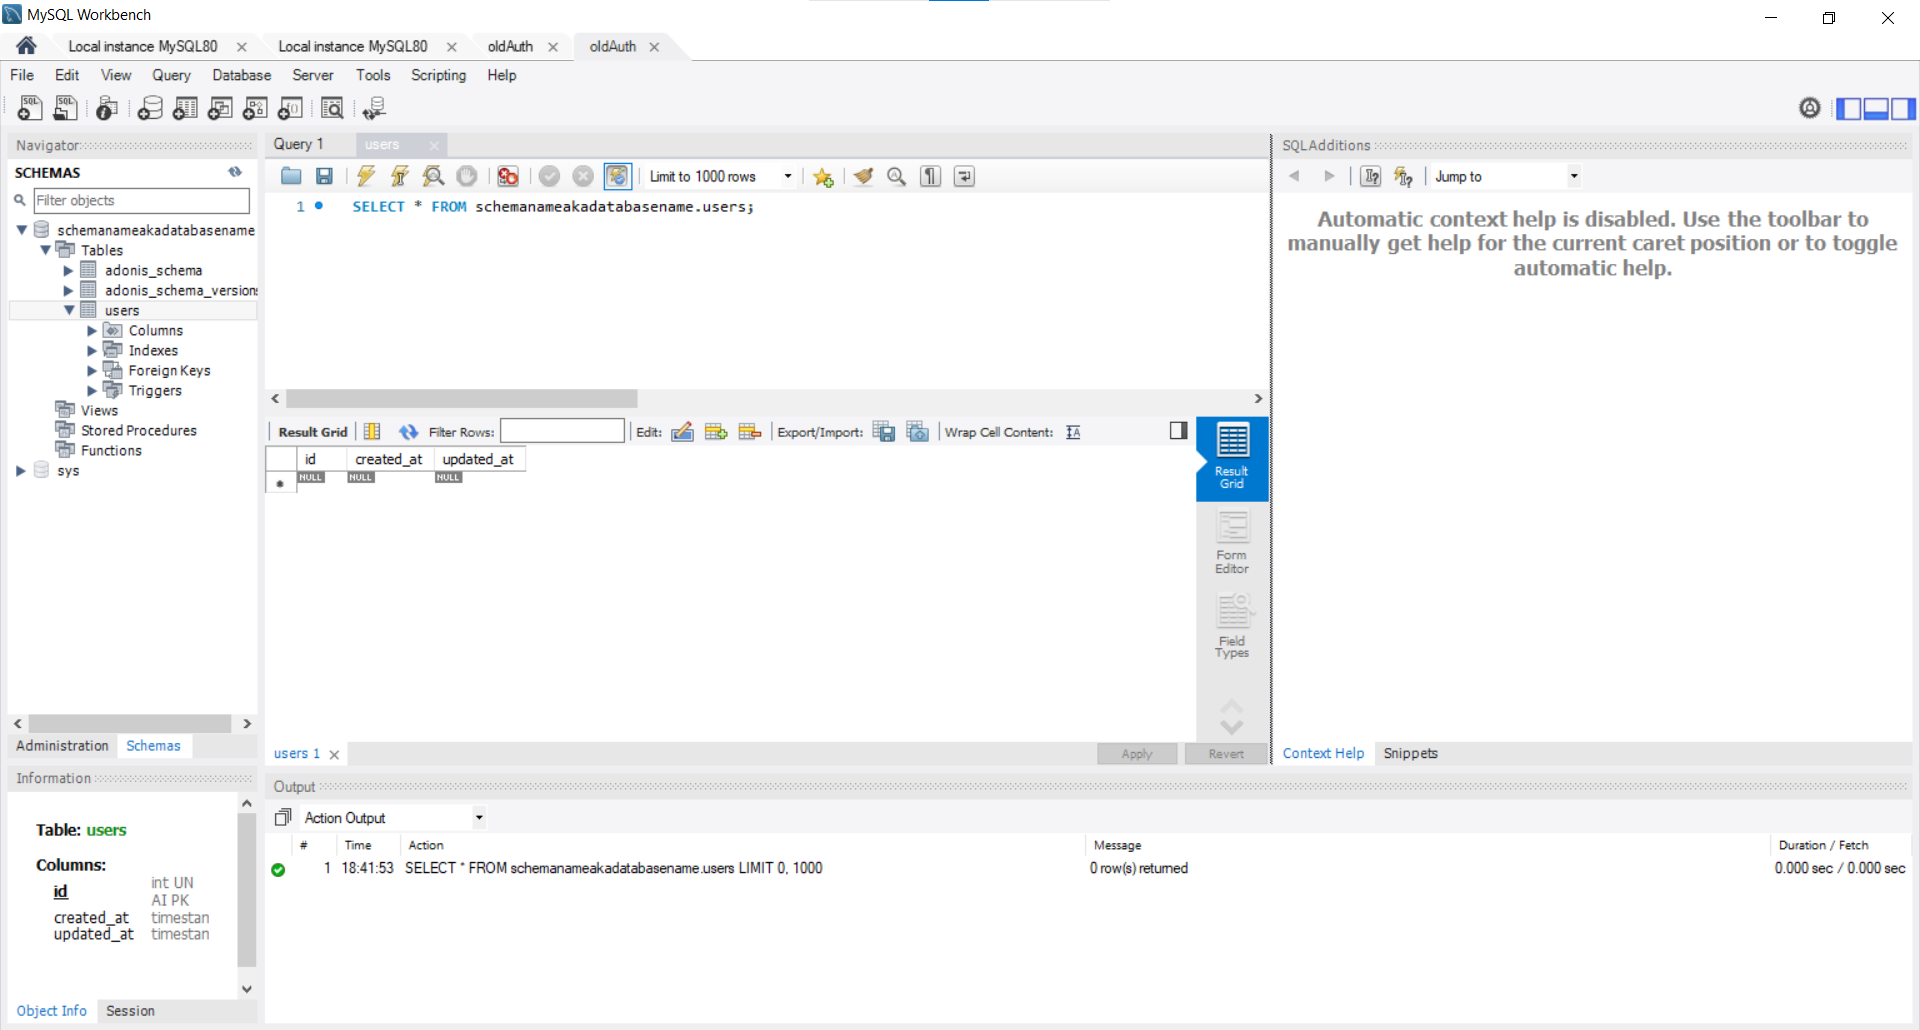 MySQL Workbench
Local instance MySQL80
Local instance MySQL80
oldAuth
oldAuth
File Edit View Query Database Server Tools Scripting Help
Navigator
SCHEMAS
Filter objects
schemanameakadatabasename
Tables
adonis_schema
adonis_schema_version
users
Columns
Indexes
Foreign Keys
Triggers
Views
Stored Procedures
Functions
sys
Administration Schemas
Information
Table: users
Columns:
id int UN
AI PK
created_at timestan
updated_at timestan
Object Info Session
Query 1 users
Limit to 1000 rows
1 SELECT * FROM schemanameakadatabasename.users;
Result Grid Filter Rows: Edit: Export/Import: Wrap Cell Content:
id created_at updated_at
NULL NULL NULL
Result
Grid
Form
Editor
Field
Types
users 1
Apply Revert
SQLAdditions
Jump to
Automatic context help is disabled. Use the toolbar to
manually get help for the current caret position or to toggle
automatic help.
Context Help Snippets
Output
Action Output
# Time Action Message Duration / Fetch
1 18:41:53 SELECT * FROM schemanameakadatabasename.users LIMIT 0, 1000 0 row(s) returned 0.000 sec / 0.000 sec